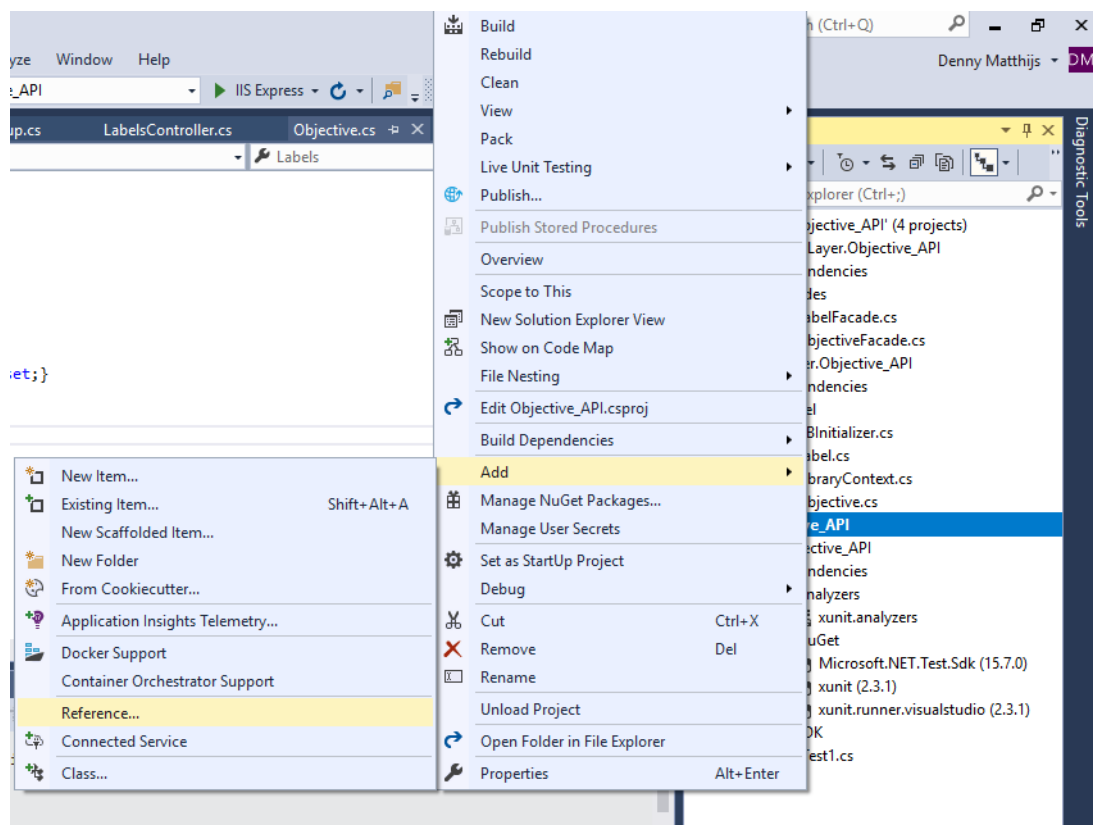 (Ctrl+Q)
Window Help
Denny Matthijs DM
_API IIS Express
up.cs LabelsController.cs Objective.cs
Labels
set;}
Build
Rebuild
Clean
View
Pack
Live Unit Testing
Publish...
Publish Stored Procedures
Overview
Scope to This
New Solution Explorer View
Show on Code Map
File Nesting
Edit Objective_API.csproj
Build Dependencies
Add
Manage NuGet Packages...
Manage User Secrets
Set as StartUp Project
Debug
Cut Ctrl+X
Remove Del
Rename
Unload Project
Open Folder in File Explorer
Properties Alt+Enter
New Item...
Existing Item... Shift+Alt+A
New Scaffolded Item...
New Folder
From Cookiecutter...
Application Insights Telemetry...
Docker Support
Container Orchestrator Support
Reference...
Connected Service
Class...
xplorer (Ctrl+;)
jective_API' (4 projects)
Layer.Objective_API
ndencies
des
abelFacade.cs
bjectiveFacade.cs
er.Objective_API
ndencies
el
BInitializer.cs
abel.cs
braryContext.cs
bjective.cs
ve_API
ective_API
ndencies
nalyzers
xunit.analyzers
uGet
Microsoft.NET.Test.Sdk (15.7.0)
xunit (2.3.1)
xunit.runner.visualstudio (2.3.1)
DK
est1.cs
Diagnostic Tools